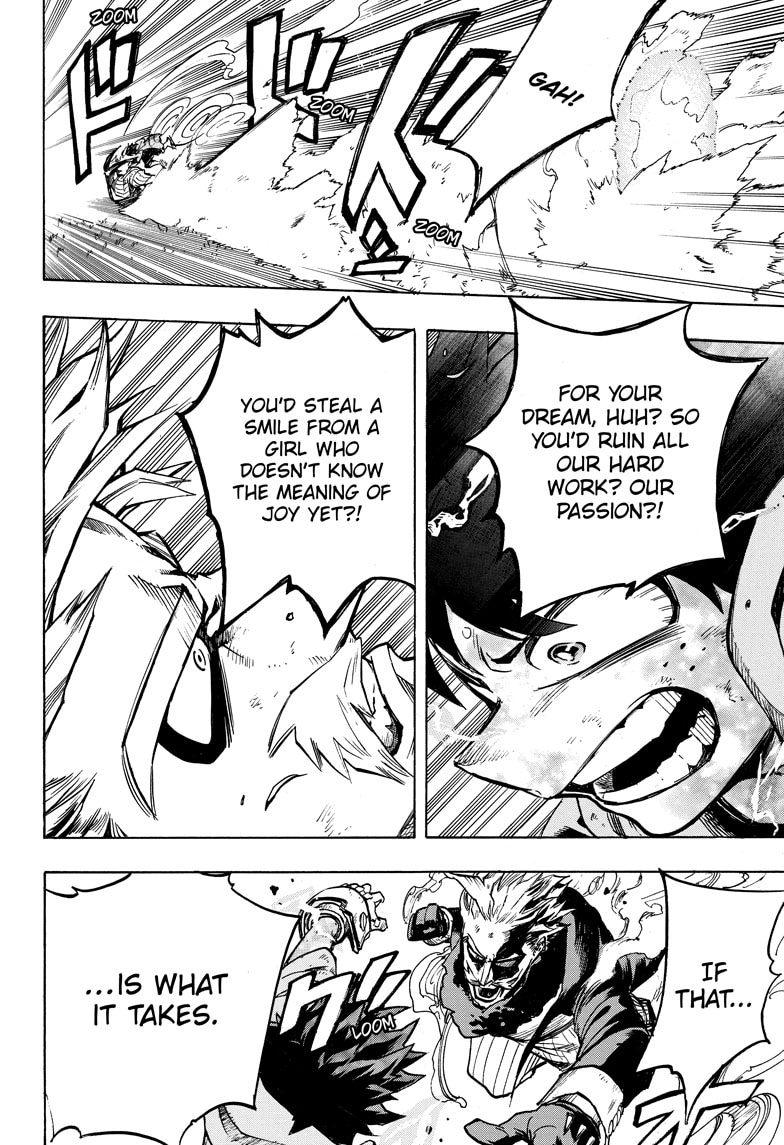 GAH!
ZOOM
ド
ZOOM
ド
ズ
ZOOM
FOR YOUR
DREAM, HUH? SO
YOU'D RUIN ALL
OUR HARD
WORK? OUR
PASSION?!
YOU'D STEAL A
SMILE FROM A
GIRL WHO
DOESN'T KNOW
THE MEANING OF
JOY YET?!
IF
THAT...
LOOM
...IS WHAT
IT TAKES.